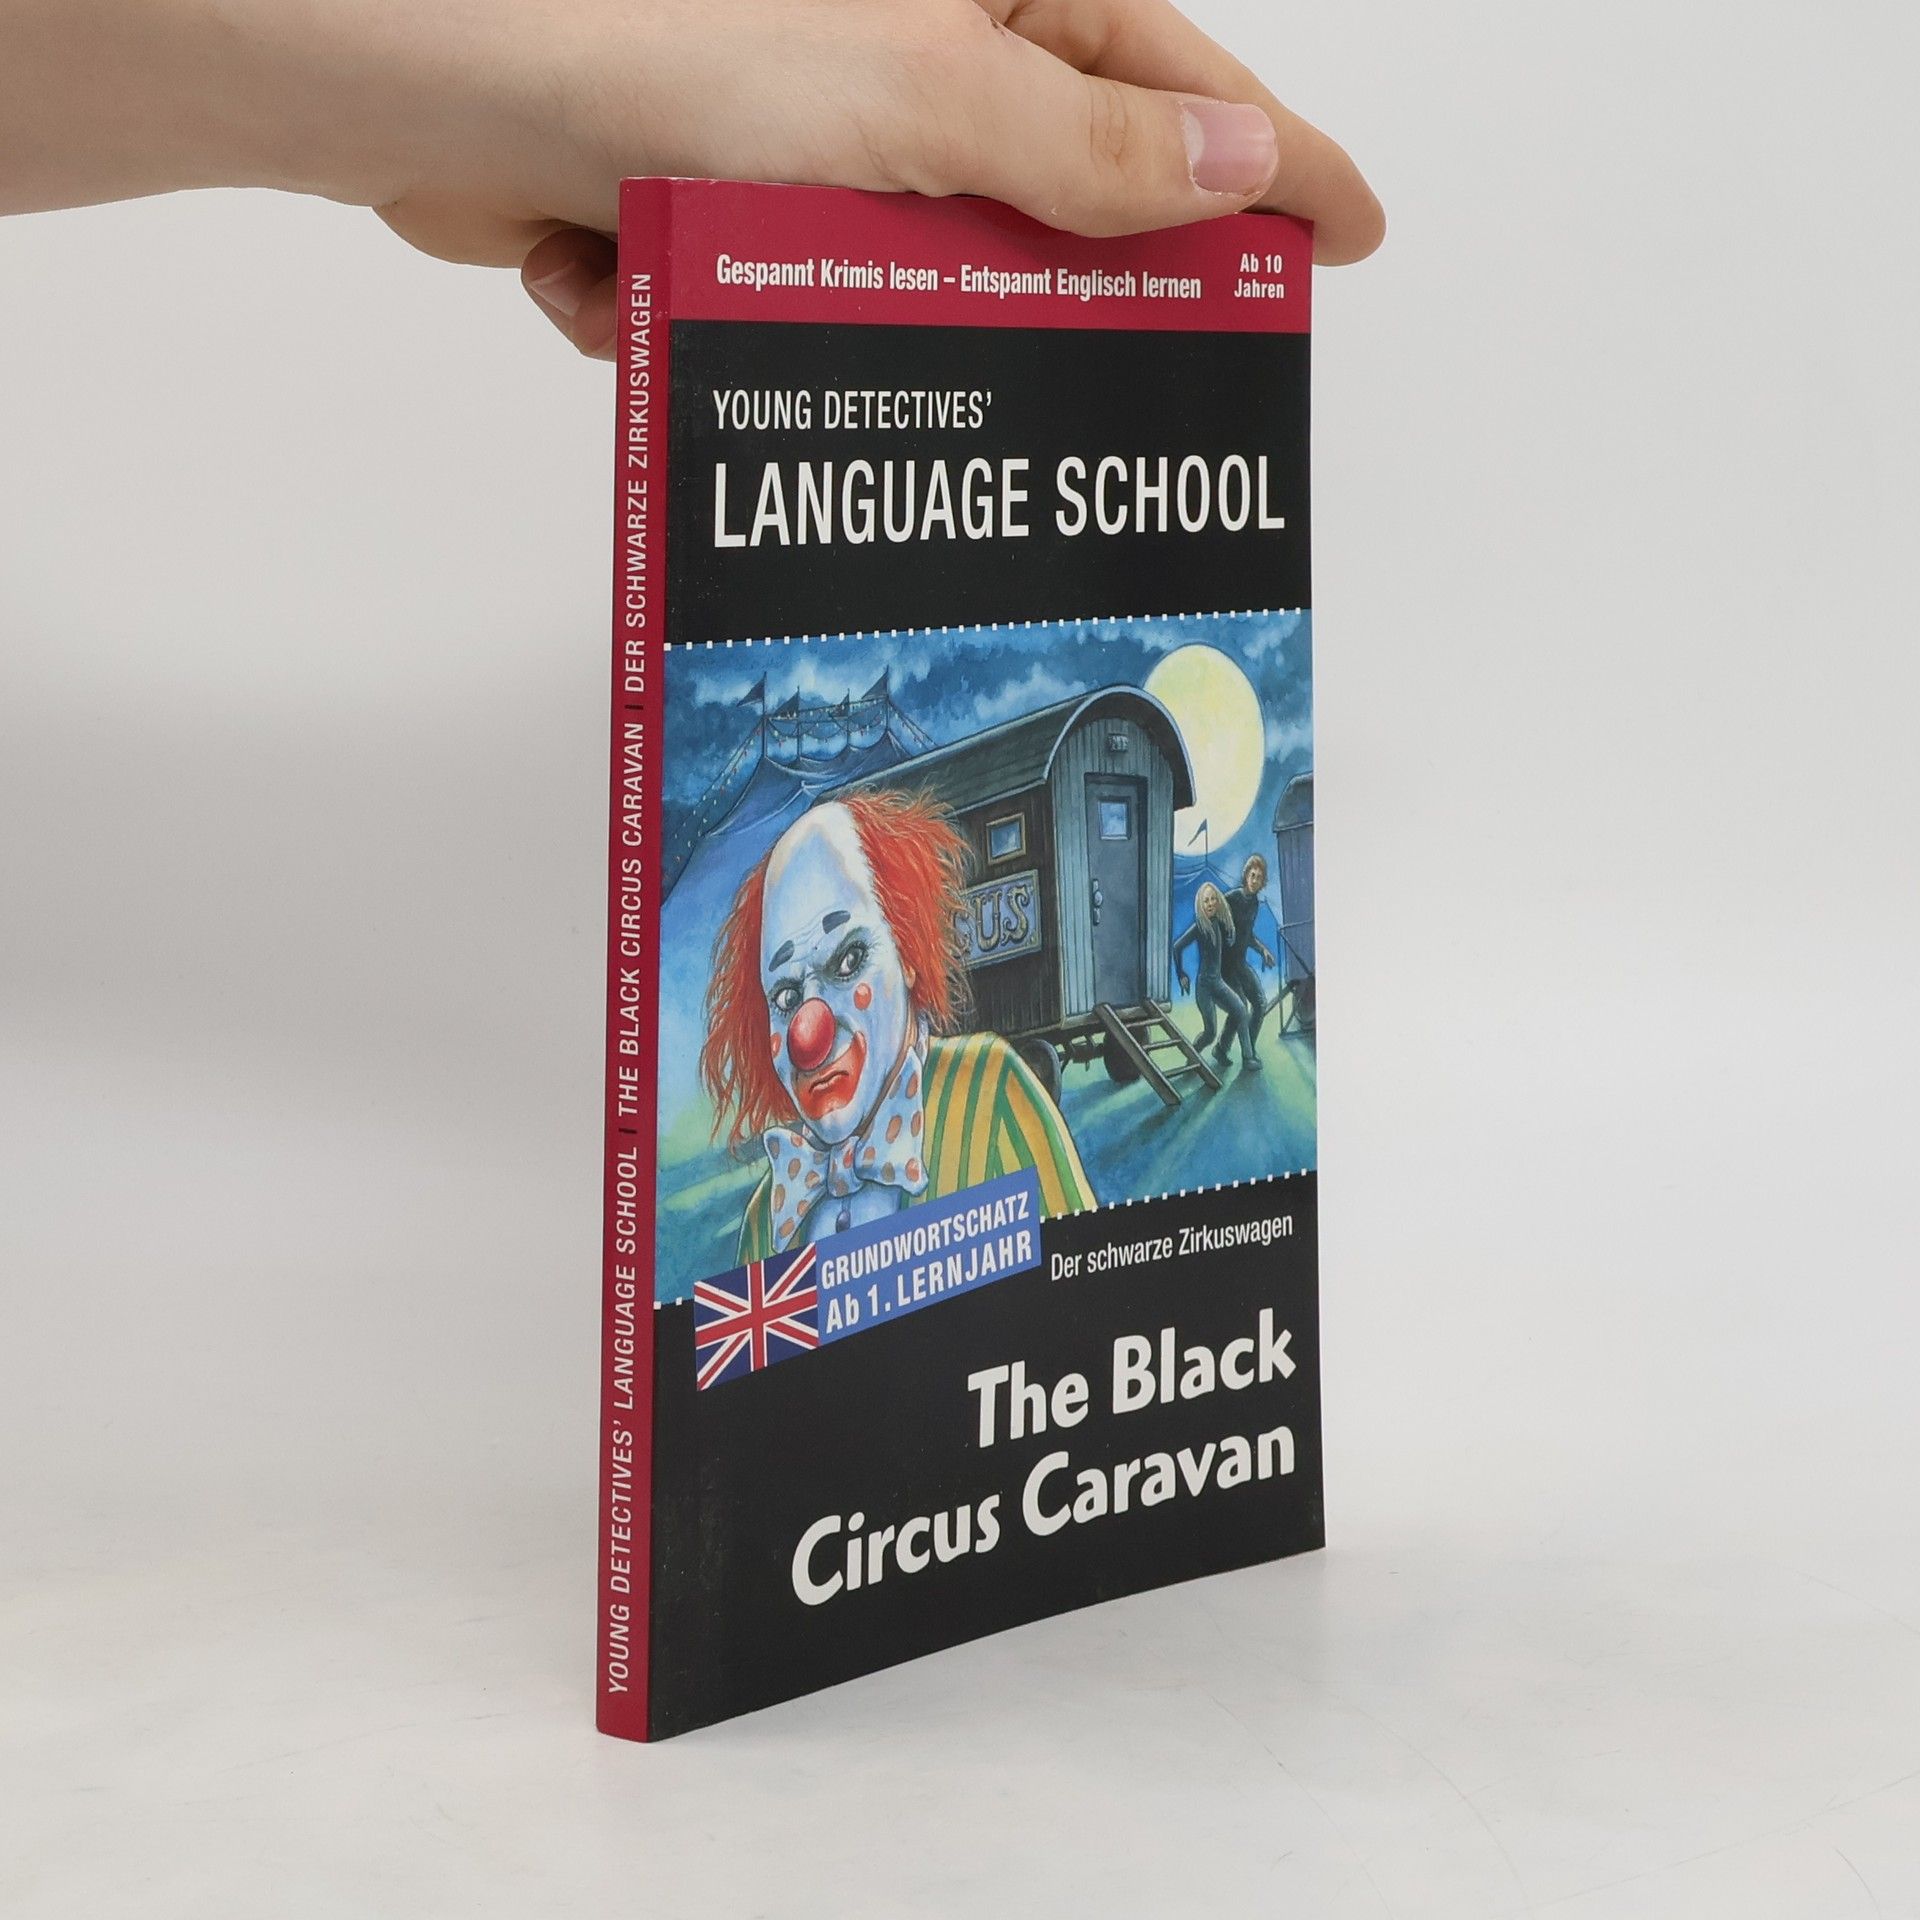 Gespannt Krimis lesen – Entspannt Englisch lernen
Ab 10
Jahren
YOUNG DETECTIVES’
LANGUAGE SCHOOL
CUS
GRUNDWORTSCHATZ
Ab 1. LERNJAHR
Der schwarze Zirkuswagen
The Black
Circus Caravan
YOUNG DETECTIVES’ LANGUAGE SCHOOL | THE BLACK CIRCUS CARAVAN | DER SCHWARZE ZIRKUSWAGEN